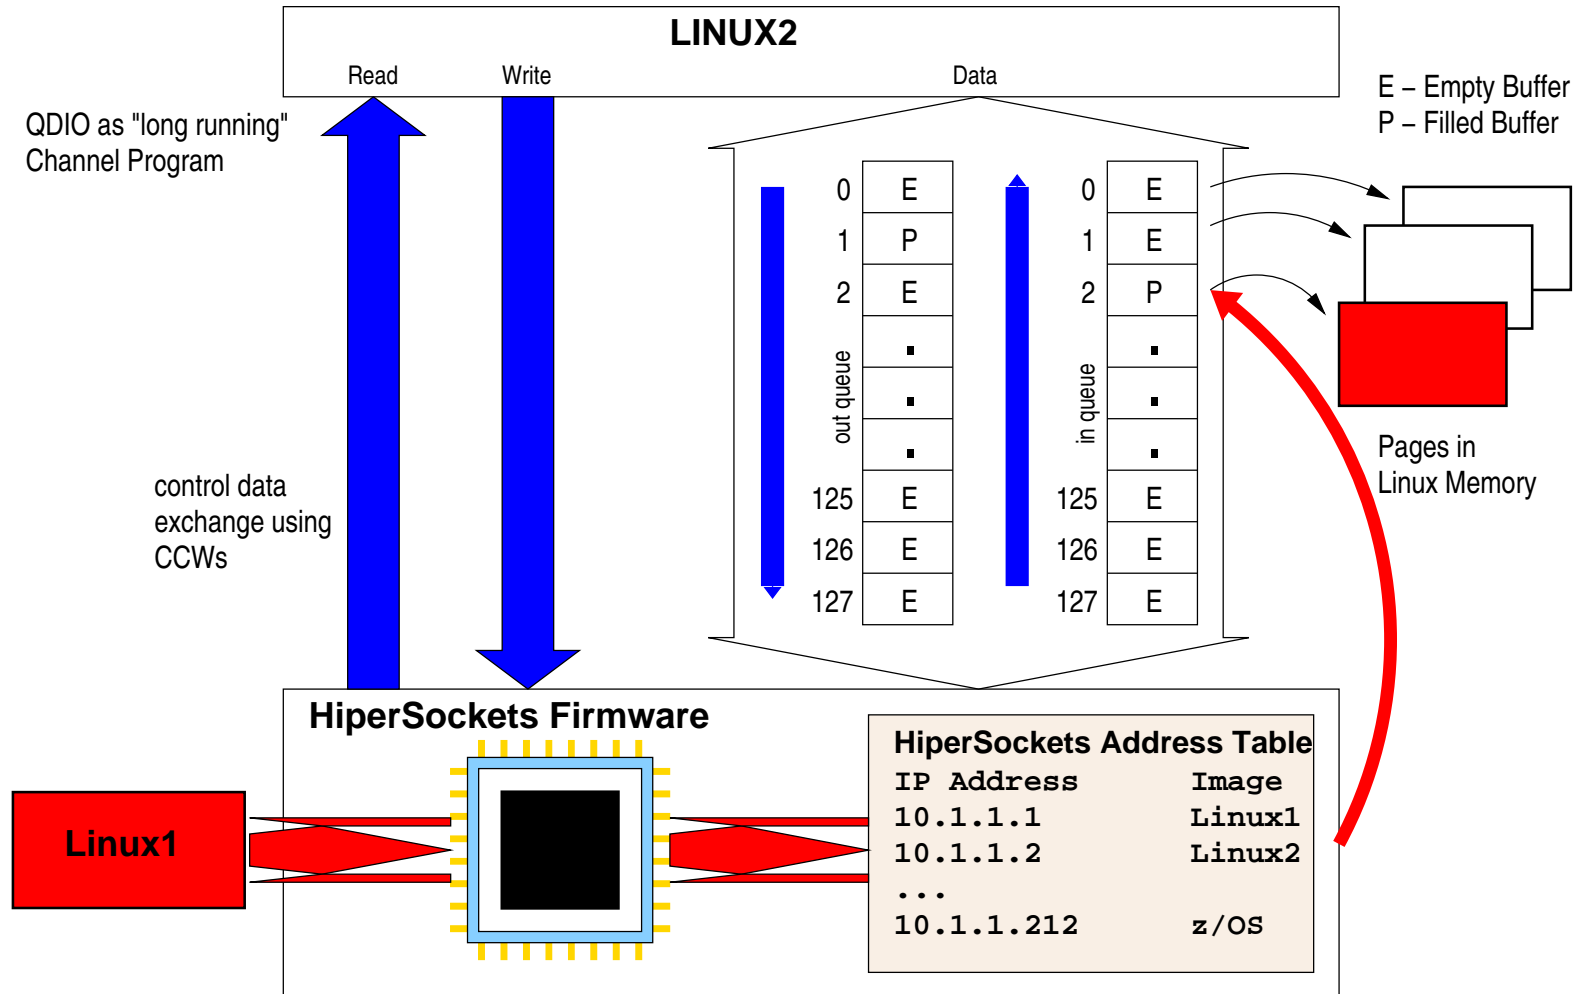 LINUX2
Read Write Data
E – Empty Buffer
P – Filled Buffer
QDIO as "long running"
Channel Program
0 E 0 E
1 P 1 E
2 E 2 P
. .
out queue . in queue .
. .
125 E 125 E
126 E 126 E
127 E 127 E
Pages in
Linux Memory
control data
exchange using
CCWs
HiperSockets Firmware
HiperSockets Address Table
IP Address Image
10.1.1.1 Linux1
10.1.1.2 Linux2
...
10.1.1.212 z/OS
Linux1